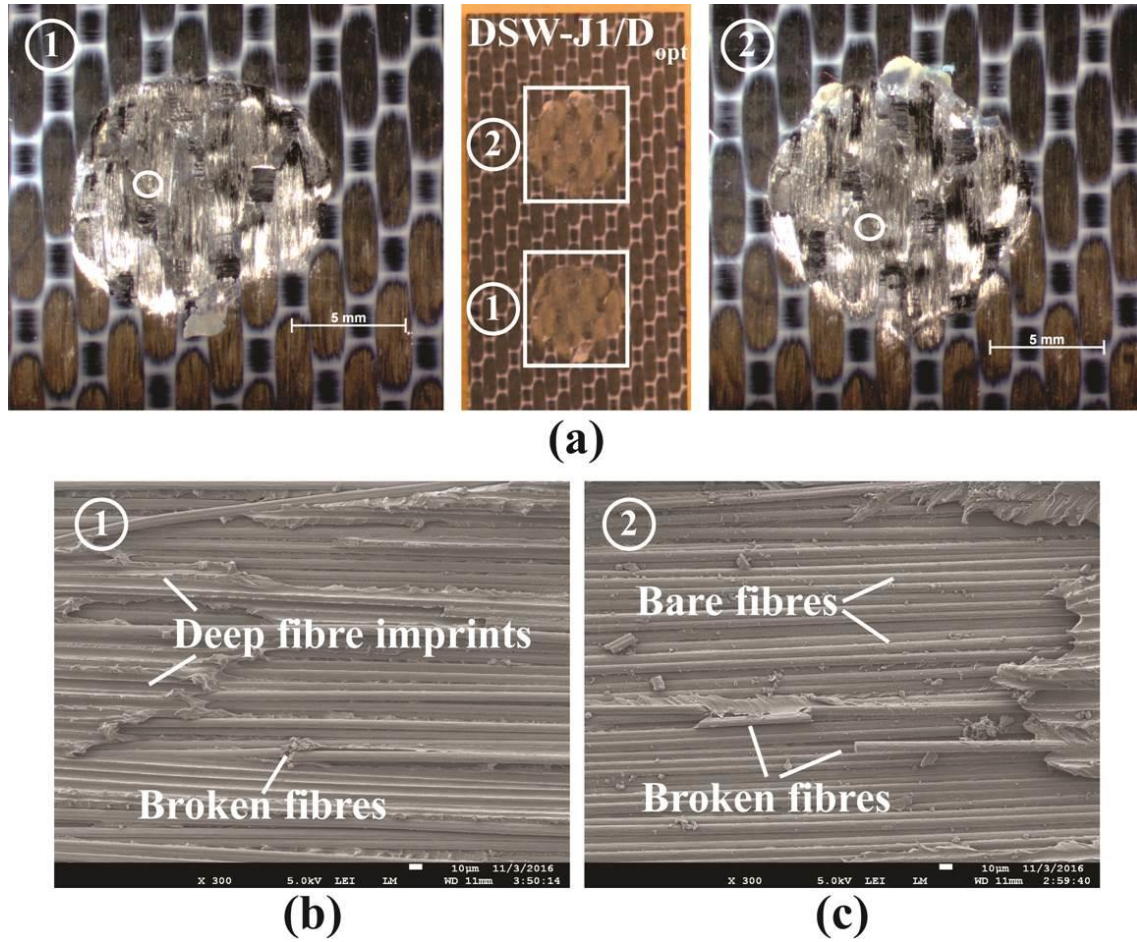 1
5 mm
DSW-J1/Dopt
2
1
2
5 mm
(a)
1
Deep fibre imprints
Broken fibres
10µm 11/3/2016
X 300 5.0kV LEI LM WD 11mm 3:50:14
2
Bare fibres
Broken fibres
10µm 11/3/2016
X 300 5.0kV LEI LM WD 11mm 2:59:40
(b)
(c)